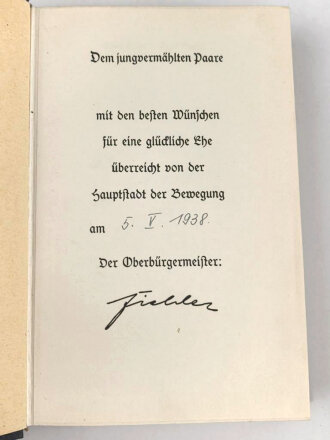 Dem jungvermählten Paare
mit den besten Wünschen
für eine glückliche Ehe
überreicht von der
Hauptstadt der Bewegung
am 5. V. 1938.
Der Oberbürgermeister:
Fiehler